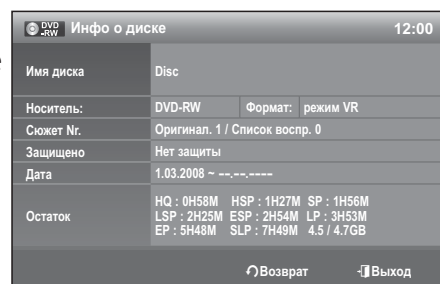 DVD -RW Инфо о диске 12:00
Имя диска Disc
Носитель: DVD-RW Формат: режим VR
Сюжет Nr. Оригинал. 1 / Список воспр. 0
Защищено Нет защиты
Дата 1.03.2008 ~ --.--.----
HQ : 0H58M HSP : 1H27M SP : 1H56M
Остаток LSP : 2H25M ESP : 2H54M LP : 3H53M
EP : 5H48M SLP : 7H49M 4.5 / 4.7GB
Возврат Выход